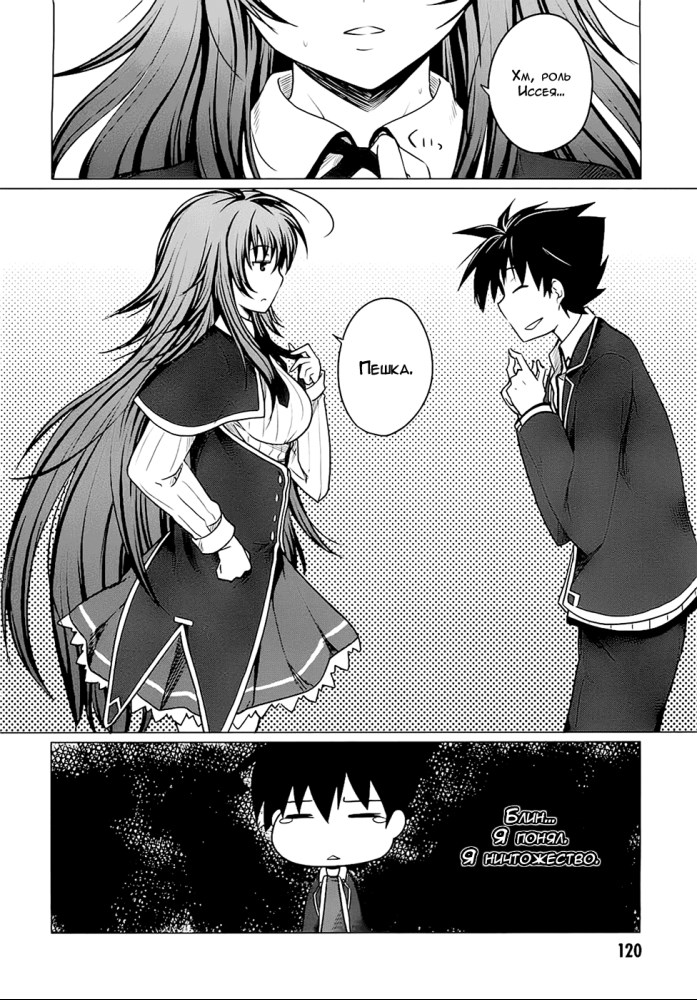 Хм, роль
Иссея...
Пешка.
Блин...
Я понял.
Я ничтожество.
120